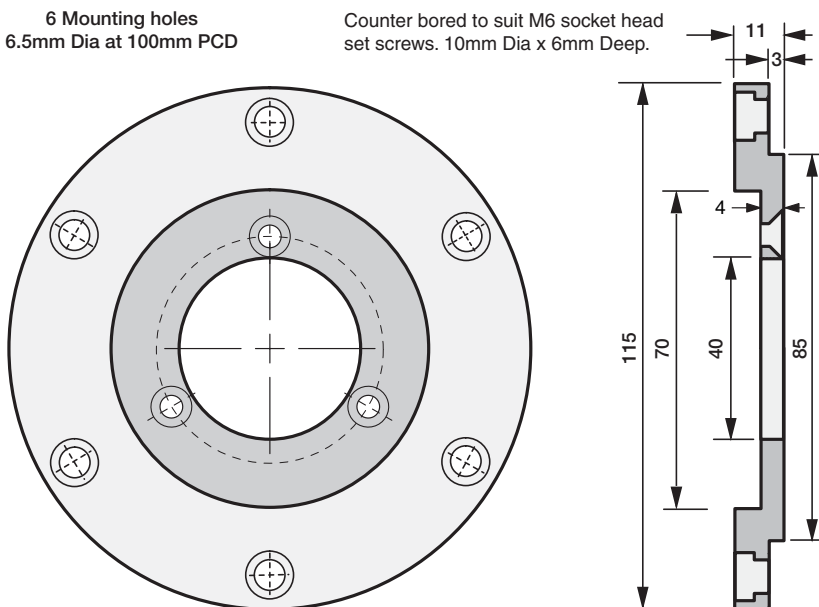 6 Mounting holes
6.5mm Dia at 100mm PCD
Counter bored to suit M6 socket head
set screws. 10mm Dia x 6mm Deep.
11
3
4
115
70
40
85